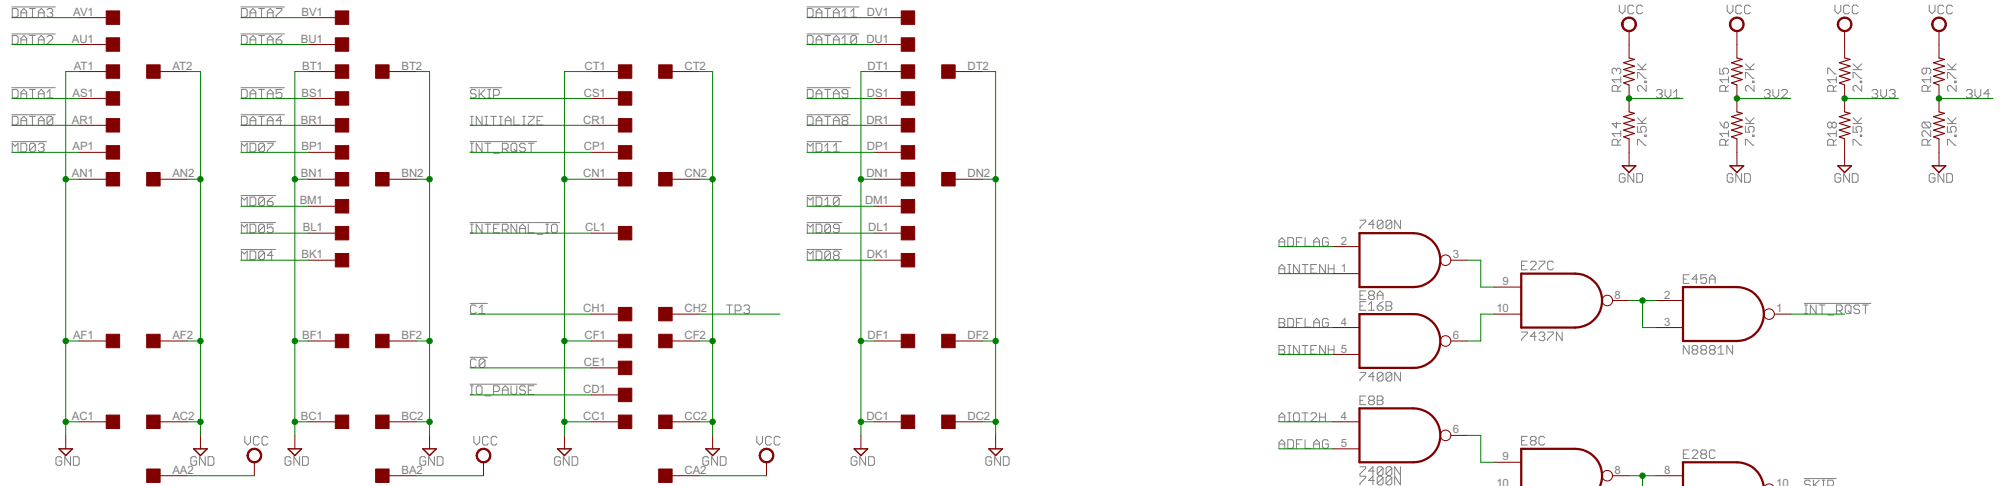 DATA3 AV1
DATA2 AU1
AT1 AT2
DATA1 AS1
DATA0 AR1
MD03 AP1
AN1 AN2
AF1 AF2
AC1 AC2
GND GND
VCC
AA2
DATA7 BV1
DATA6 BU1
BT1 BT2
DATA5 BS1
DATA4 BR1
MD07 BP1
BN1 BN2
MD06 BM1
MD05 BL1
MD04 BK1
BF1 BF2
BC1 BC2
GND GND
VCC
BA2
CT1 CT2
SKIP CS1
INITIALIZE CR1
INT_RQST CP1
CN1 CN2
INTERNAL_IO CL1
C1 CH1 CH2 TP3
CF1 CF2
C0 CE1
IO_PAUSE CD1
CC1 CC2
GND GND
VCC
CA2
DATA11 DV1
DATA10 DU1
DT1 DT2
DATA9 DS1
DATA8 DR1
MD11 DP1
DN1 DN2
MD10 DM1
MD09 DL1
MD08 DK1
DF1 DF2
DC1 DC2
GND GND
VCC VCC VCC VCC
R13 2.7K R15 2.7K R17 2.7K R19 2.7K
3V1 3V2 3V3 3V4
R14 7.5K R16 7.5K R18 7.5K R20 7.5K
GND GND GND GND
7400N
ADFLAG 2
3
AINTENH 1
E8A
E16B
BDFLAG 4
6
BINTENH 5
7400N
E27C
9
8
10
7437N
E45A
2
1 INT_RQST
3
N8881N
E8B
AIOT2H 4
6
ADFLAG 5
7400N
7400N
E8C
9
8
10
E28C
8
10 SKIP